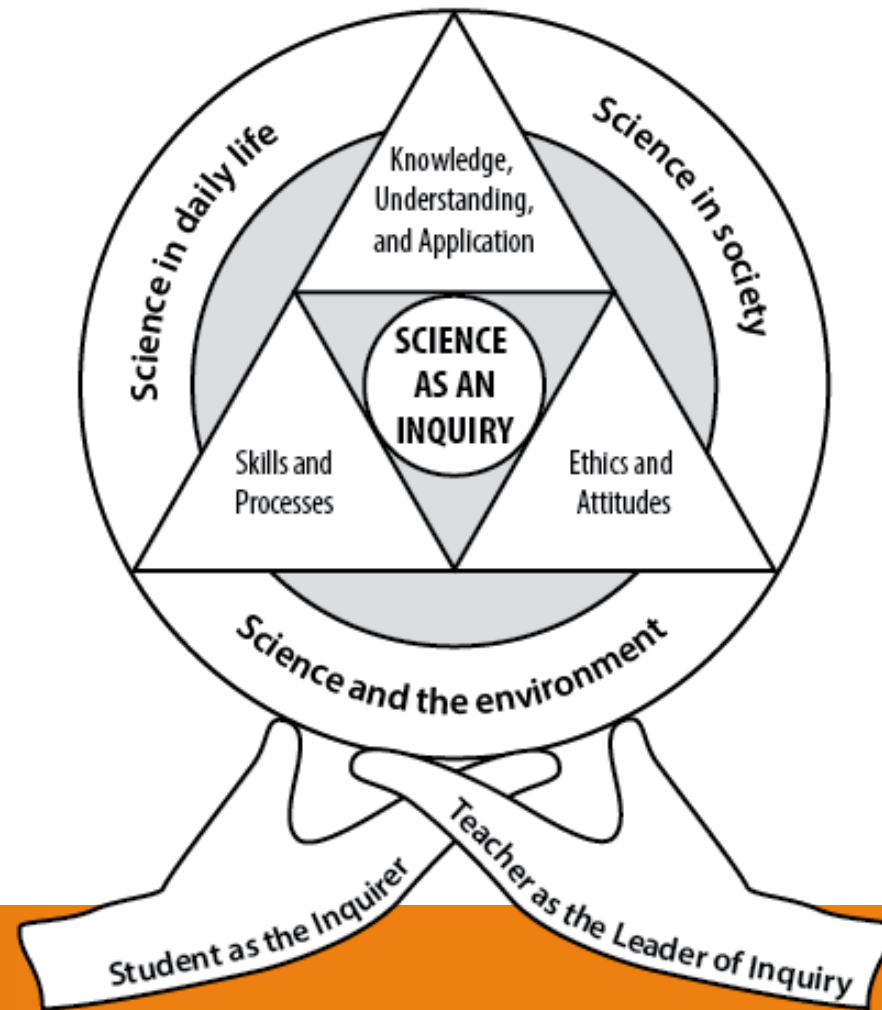 Science in daily life
Science in society
Knowledge,
Understanding,
and Application
SCIENCE
AS AN
INQUIRY
Skills and
Processes
Ethics and
Attitudes
Science and the environment
Student as the Inquirer
Teacher as the Leader of Inquiry